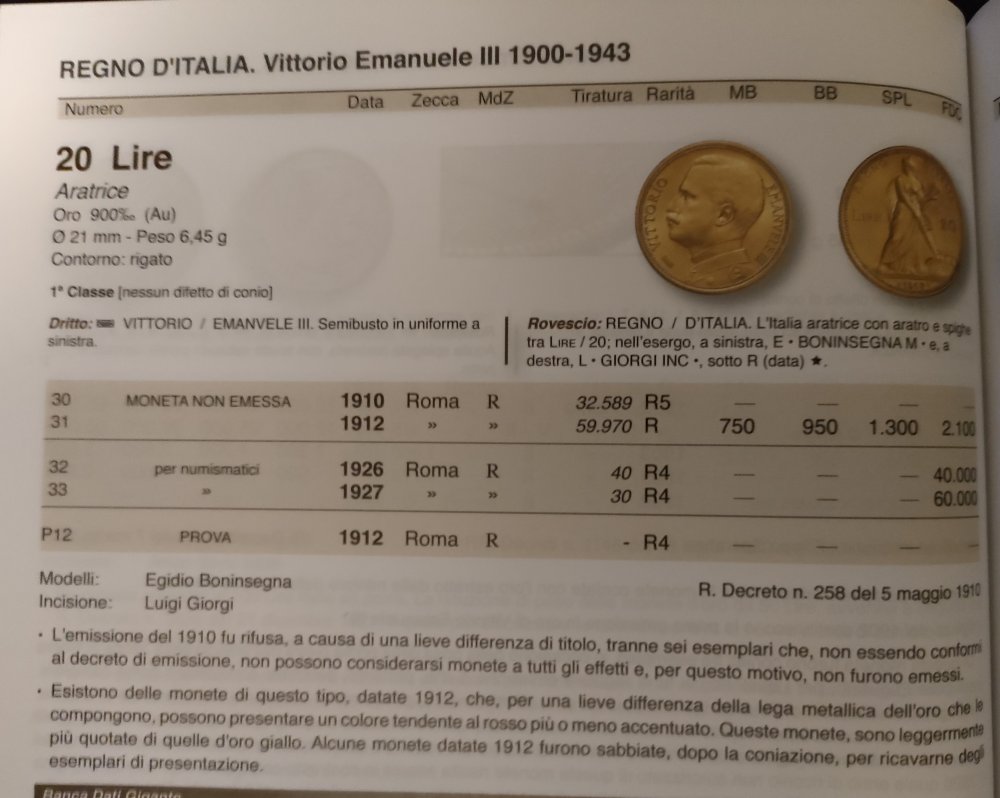 REGNO D'ITALIA. Vittorio Emanuele III 1900-1943
Numero Data Zecca MdZ Tiratura Rarità MB BB SPL FDC
20 Lire
Aratrice
Oro 900‰ (Au)
Ø 21 mm - Peso 6,45 g
Contorno: rigato
1ª Classe [nessun difetto di conio]
VITTORIO EMANVELE III
LIRE 20
Dritto: VITTORIO / EMANVELE III. Semibusto in uniforme a
sinistra.
Rovescio: REGNO / D'ITALIA. L'Italia aratrice con aratro e spighe
tra LIRE / 20; nell'esergo, a sinistra, E • BONINSEGNA M • e, a
destra, L • GIORGI INC •, sotto R (data) ★.
30 MONETA NON EMESSA 1910 Roma R 32.589 R5 — — — —
31 1912 » » 59.970 R 750 950 1.300 2.100
32 per numismatici 1926 Roma R 40 R4 — — — 40.000
33 » 1927 » » 30 R4 — — — 60.000
P12 PROVA 1912 Roma R - R4 — — — —
Modelli: Egidio Boninsegna
Incisione: Luigi Giorgi
R. Decreto n. 258 del 5 maggio 1910
• L'emissione del 1910 fu rifusa, a causa di una lieve differenza di titolo, tranne sei esemplari che, non essendo conformi
al decreto di emissione, non possono considerarsi monete a tutti gli effetti e, per questo motivo, non furono emessi.
• Esistono delle monete di questo tipo, datate 1912, che, per una lieve differenza della lega metallica dell'oro che le
compongono, possono presentare un colore tendente al rosso più o meno accentuato. Queste monete, sono leggermente
più quotate di quelle d'oro giallo. Alcune monete datate 1912 furono sabbiate, dopo la coniazione, per ricavarne degli
esemplari di presentazione.
Banca Dati Gigante